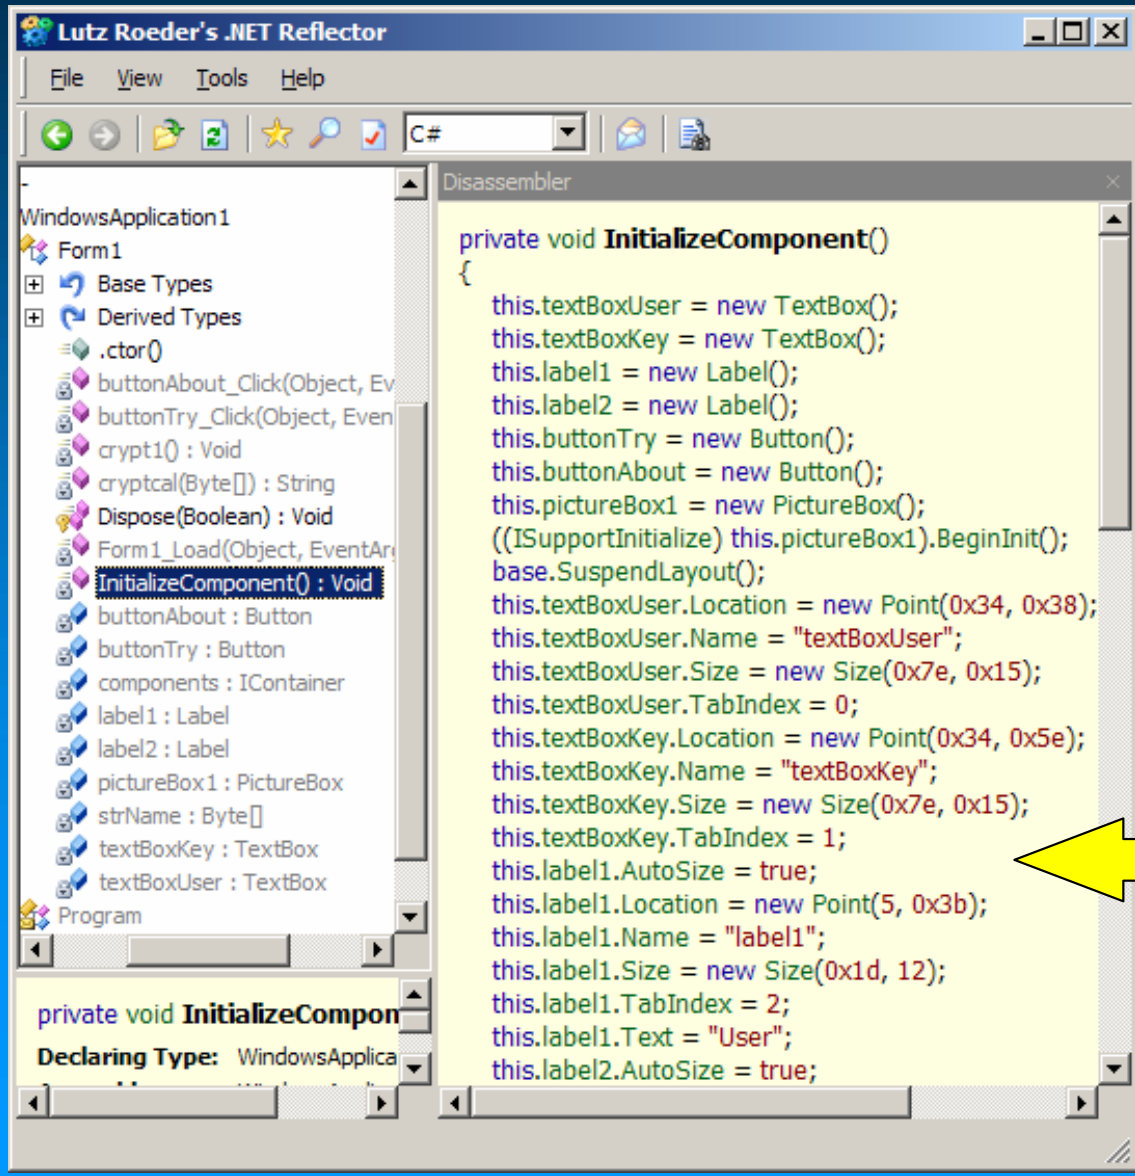 Lutz Roeder's .NET Reflector
File View Tools Help
C#
-
WindowsApplication1
Form1
Base Types
Derived Types
.ctor()
buttonAbout_Click(Object, Ev
buttonTry_Click(Object, Even
crypt1() : Void
cryptcal(Byte[]) : String
Dispose(Boolean) : Void
Form1_Load(Object, EventAr
InitializeComponent() : Void
buttonAbout : Button
buttonTry : Button
components : IContainer
label1 : Label
label2 : Label
pictureBox1 : PictureBox
strName : Byte[]
textBoxKey : TextBox
textBoxUser : TextBox
Program
private void InitializeCompon
Declaring Type: WindowsApplica
Disassembler
private void InitializeComponent()
{
this.textBoxUser = new TextBox();
this.textBoxKey = new TextBox();
this.label1 = new Label();
this.label2 = new Label();
this.buttonTry = new Button();
this.buttonAbout = new Button();
this.pictureBox1 = new PictureBox();
((ISupportInitialize) this.pictureBox1).BeginInit();
base.SuspendLayout();
this.textBoxUser.Location = new Point(0x34, 0x38);
this.textBoxUser.Name = "textBoxUser";
this.textBoxUser.Size = new Size(0x7e, 0x15);
this.textBoxUser.TabIndex = 0;
this.textBoxKey.Location = new Point(0x34, 0x5e);
this.textBoxKey.Name = "textBoxKey";
this.textBoxKey.Size = new Size(0x7e, 0x15);
this.textBoxKey.TabIndex = 1;
this.label1.AutoSize = true;
this.label1.Location = new Point(5, 0x3b);
this.label1.Name = "label1";
this.label1.Size = new Size(0x1d, 12);
this.label1.TabIndex = 2;
this.label1.Text = "User";
this.label2.AutoSize = true;